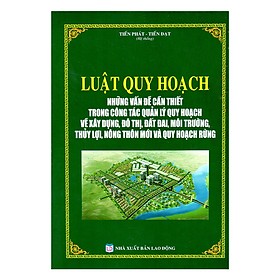 TIẾN PHÁT - TIẾN ĐẠT
(Hệ thống)
LUẬT QUY HOẠCH
NHỮNG VẤN ĐỀ CẦN THIẾT
TRONG CÔNG TÁC QUẢN LÝ QUY HOẠCH
VỀ XÂY DỰNG, ĐÔ THỊ, ĐẤT ĐAI, MÔI TRƯỜNG,
THỦY LỢI, NÔNG THÔN MỚI VÀ QUY HOẠCH RỪNG
NHÀ XUẤT BẢN LAO ĐỘNG